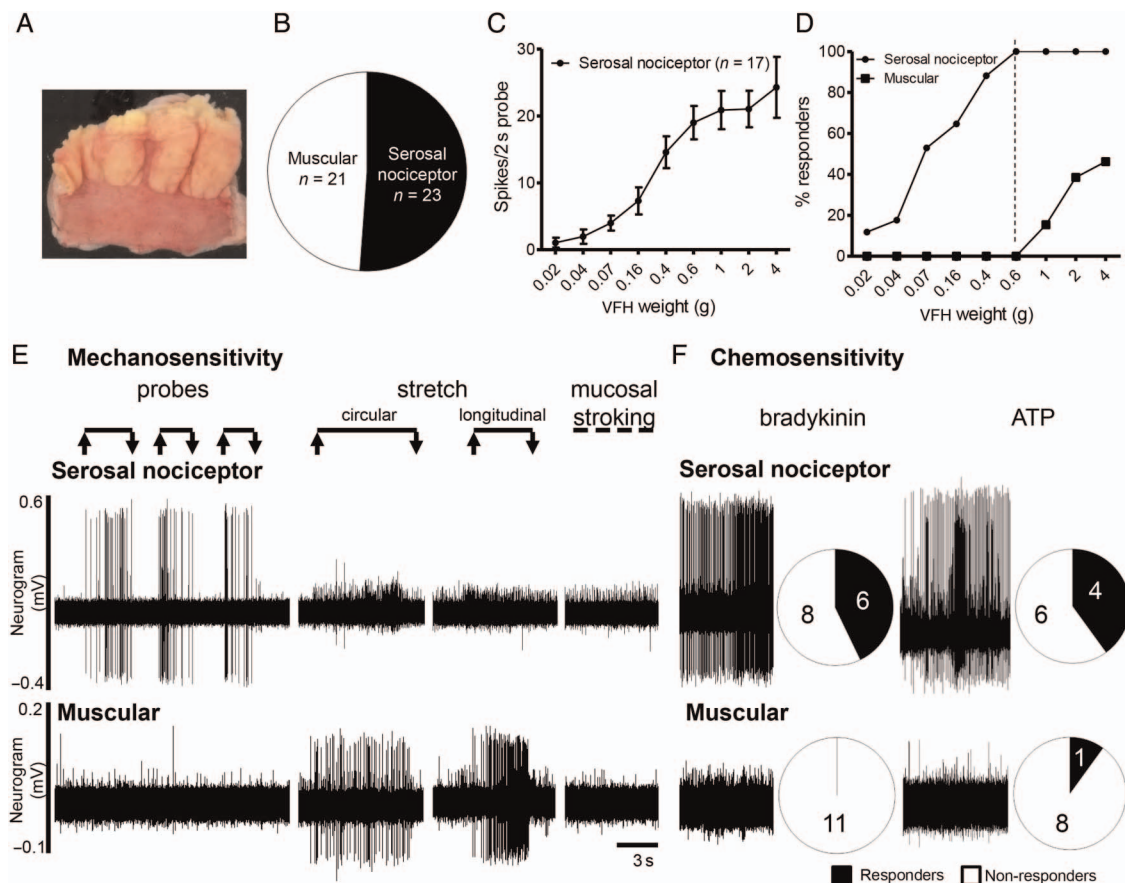 A
B
Muscular
n = 21
Serosal
nociceptor
n = 23
C
Spikes/2 s probe
30
20
10
0
Serosal nociceptor (n = 17)
0.02
0.04
0.07
0.16
0.4
0.6
1
2
4
VFH weight (g)
D
% responders
100
80
60
40
20
0
Serosal nociceptor
Muscular
0.02
0.04
0.07
0.16
0.4
0.6
1
2
4
VFH weight (g)
E Mechanosensitivity
probes stretch mucosal
circular longitudinal stroking
Serosal nociceptor
0.6
Neurogram
(mV)
−0.4
0.2
Muscular
Neurogram
(mV)
−0.1
3 s
F Chemosensitivity
bradykinin ATP
Serosal nociceptor
8 6
6 4
Muscular
11
1
8
Responders Non-responders